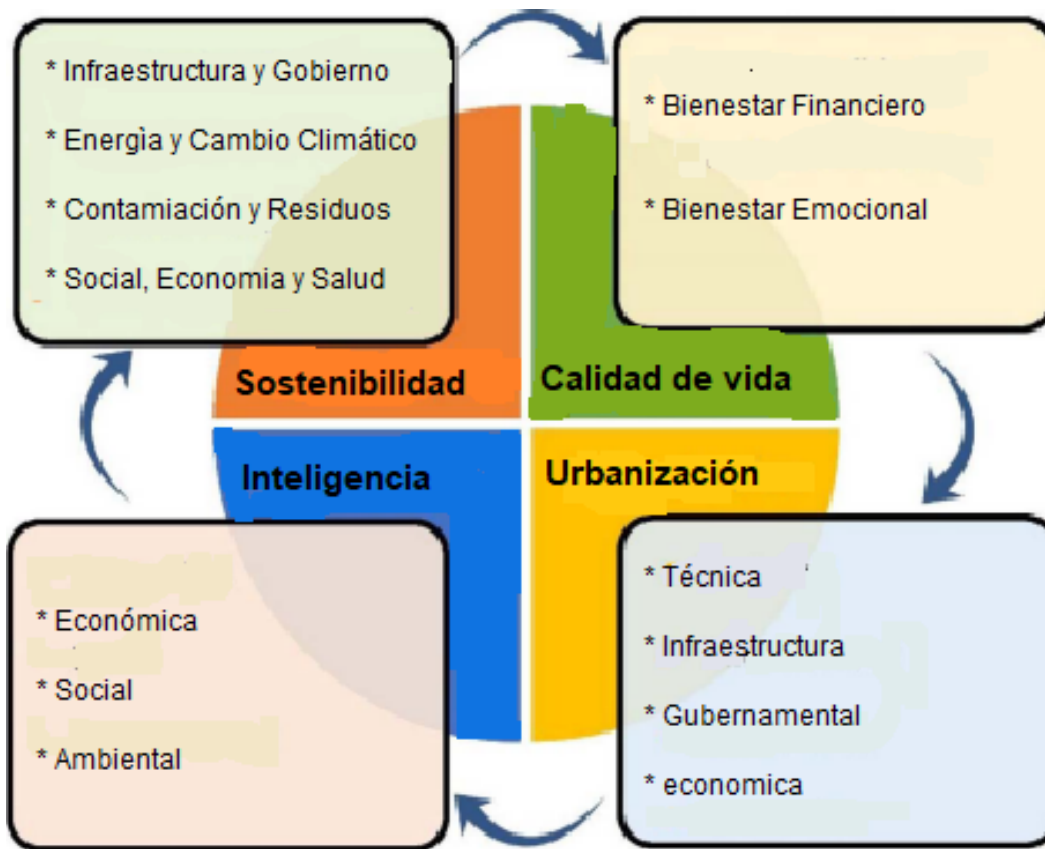 * Infraestructura y Gobierno
* Energìa y Cambio Climático
* Contamiación y Residuos
* Social, Economia y Salud
* Bienestar Financiero
* Bienestar Emocional
Sostenibilidad
Calidad de vida
Inteligencia
Urbanización
* Económica
* Social
* Ambiental
* Técnica
* Infraestructura
* Gubernamental
* economica